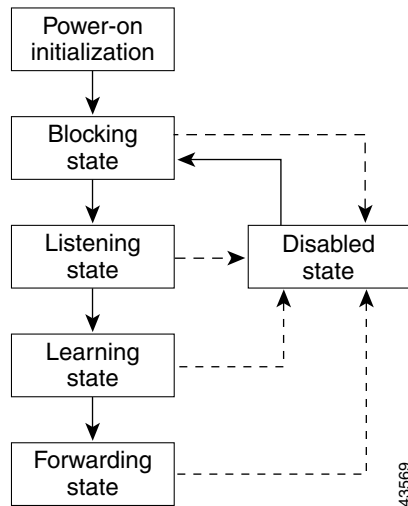 Power-on
initialization
Blocking
state
Listening
state
Disabled
state
Learning
state
Forwarding
state
43569